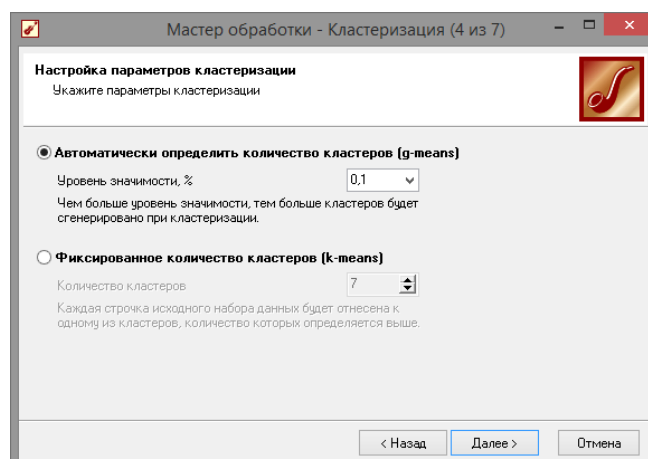 Мастер обработки - Кластеризация (4 из 7)
Настройка параметров кластеризации
Укажите параметры кластеризации
Автоматически определить количество кластеров (g-means)
Уровень значимости, % 0,1
Чем больше уровень значимости, тем больше кластеров будет
сгенерировано при кластеризации.
Фиксированное количество кластеров (k-means)
Количество кластеров 7
Каждая строчка исходного набора данных будет отнесена к
одному из кластеров, количество которых определяется выше.
< Назад Далее > Отмена